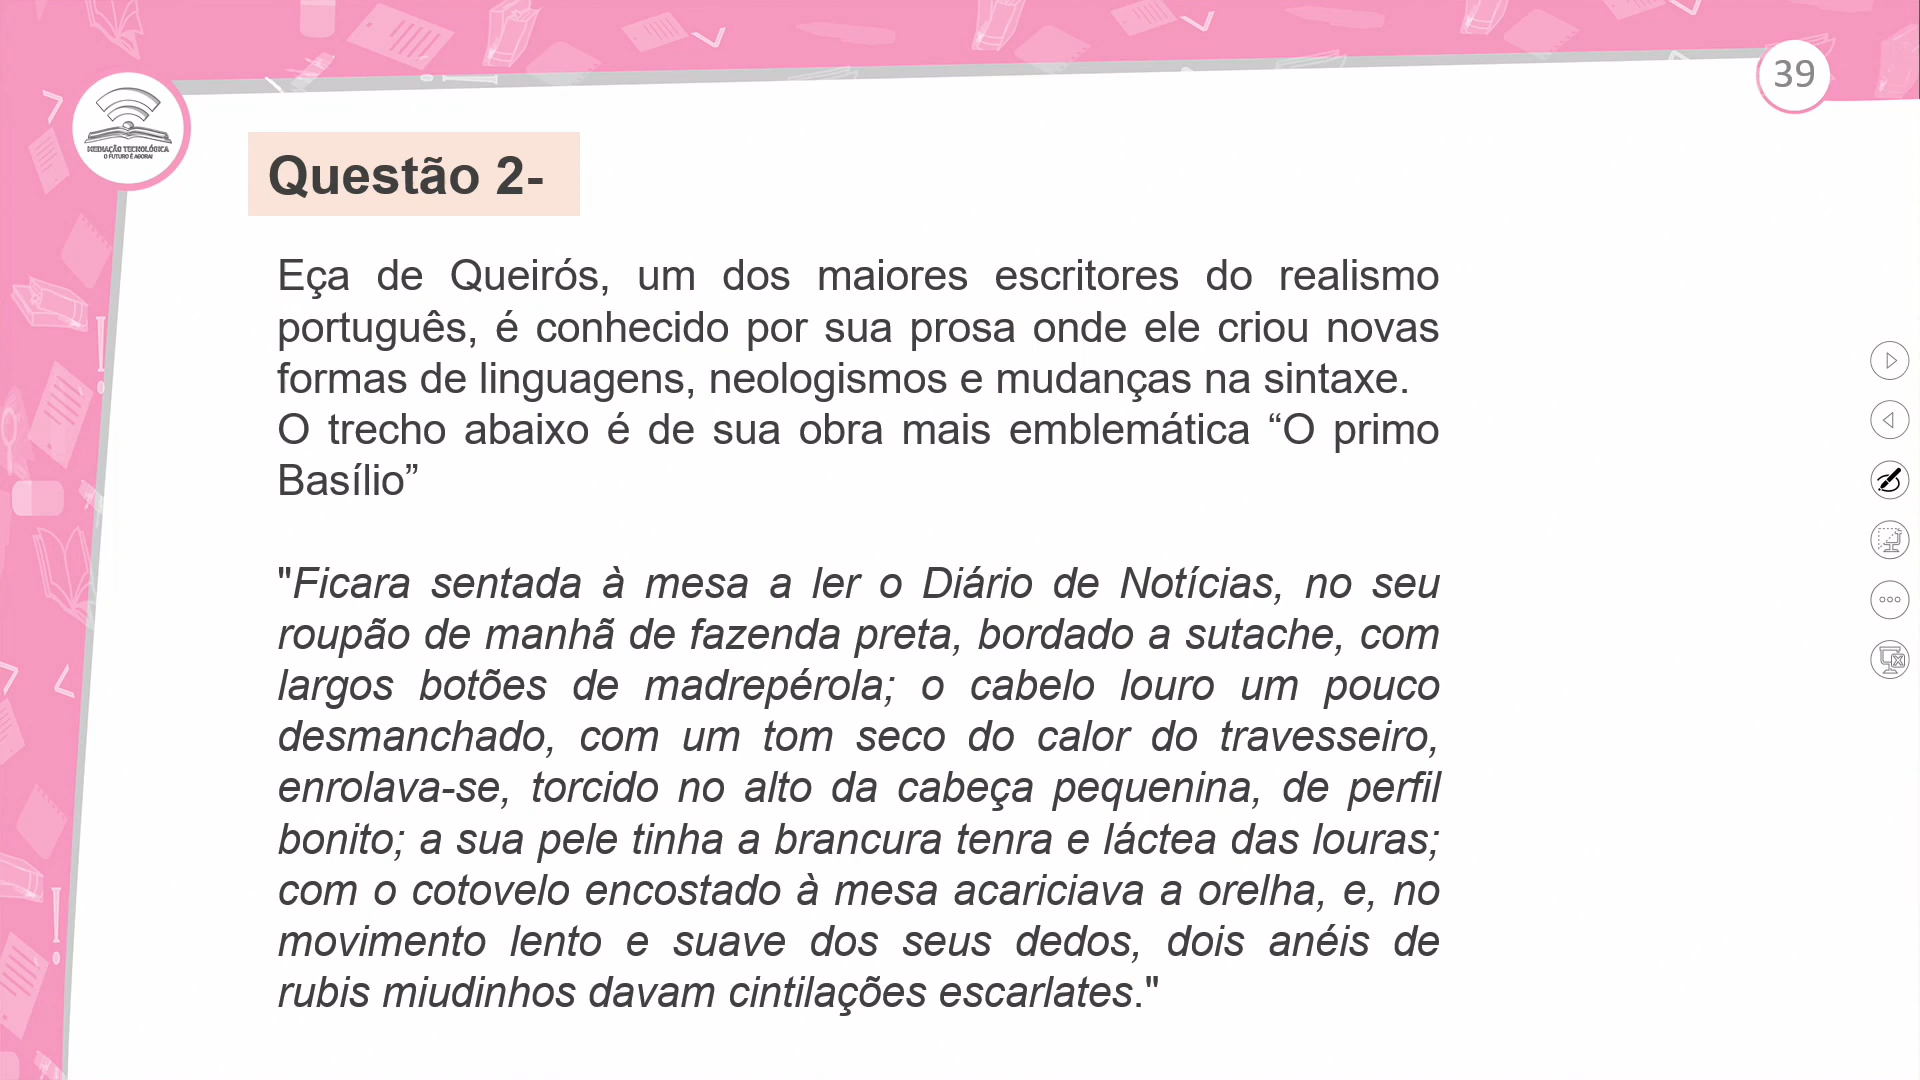 39
MEDIAÇÃO TECNOLÓGICA
O FUTURO É AGORA!
Questão 2-
Eça de Queirós, um dos maiores escritores do realismo
português, é conhecido por sua prosa onde ele criou novas
formas de linguagens, neologismos e mudanças na sintaxe.
O trecho abaixo é de sua obra mais emblemática “O primo
Basílio”
"Ficara sentada à mesa a ler o Diário de Notícias, no seu
roupão de manhã de fazenda preta, bordado a sutache, com
largos botões de madrepérola; o cabelo louro um pouco
desmanchado, com um tom seco do calor do travesseiro,
enrolava-se, torcido no alto da cabeça pequenina, de perfil
bonito; a sua pele tinha a brancura tenra e láctea das louras;
com o cotovelo encostado à mesa acariciava a orelha, e, no
movimento lento e suave dos seus dedos, dois anéis de
rubis miudinhos davam cintilações escarlates."